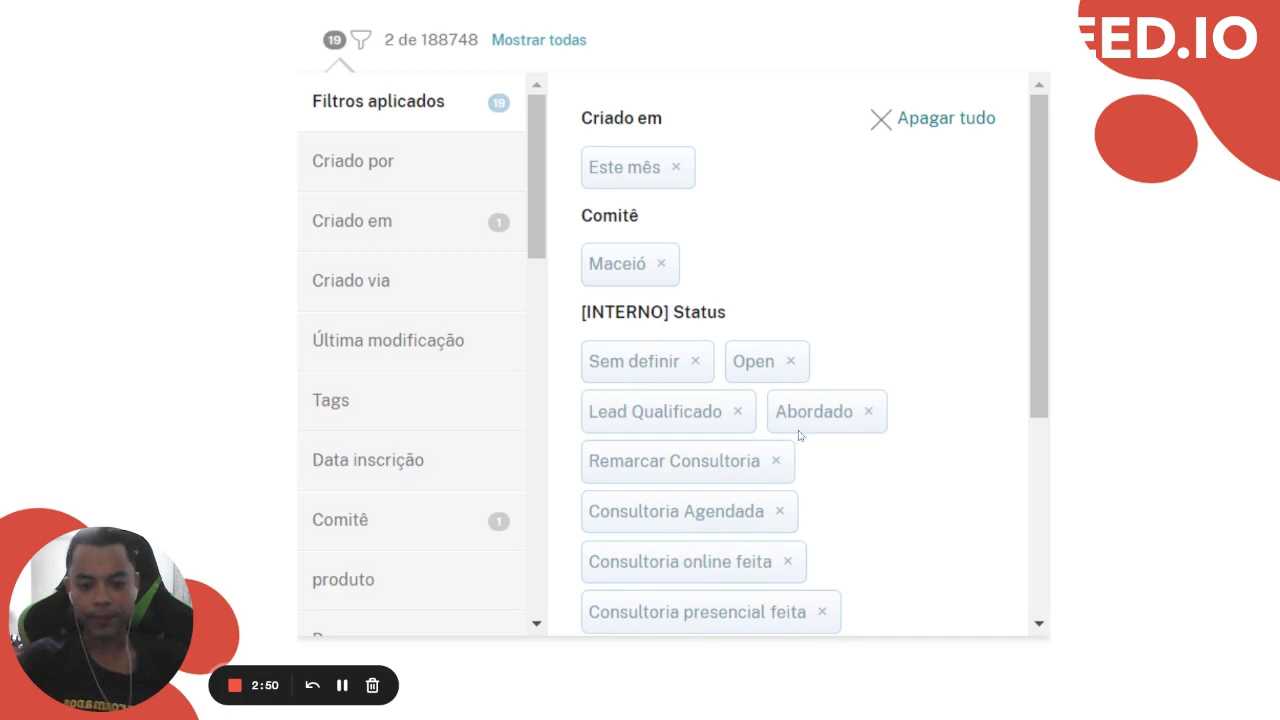 EED.IO
19 2 de 188748 Mostrar todas
Filtros aplicados 19
Criado por
Criado em 1
Criado via
Última modificação
Tags
Data inscrição
Comitê 1
produto
Criado em
Apagar tudo
Este mês ×
Comitê
Maceió ×
[INTERNO] Status
Sem definir × Open ×
Lead Qualificado × Abordado ×
Remarcar Consultoria ×
Consultoria Agendada ×
Consultoria online feita ×
Consultoria presencial feita ×
2:50